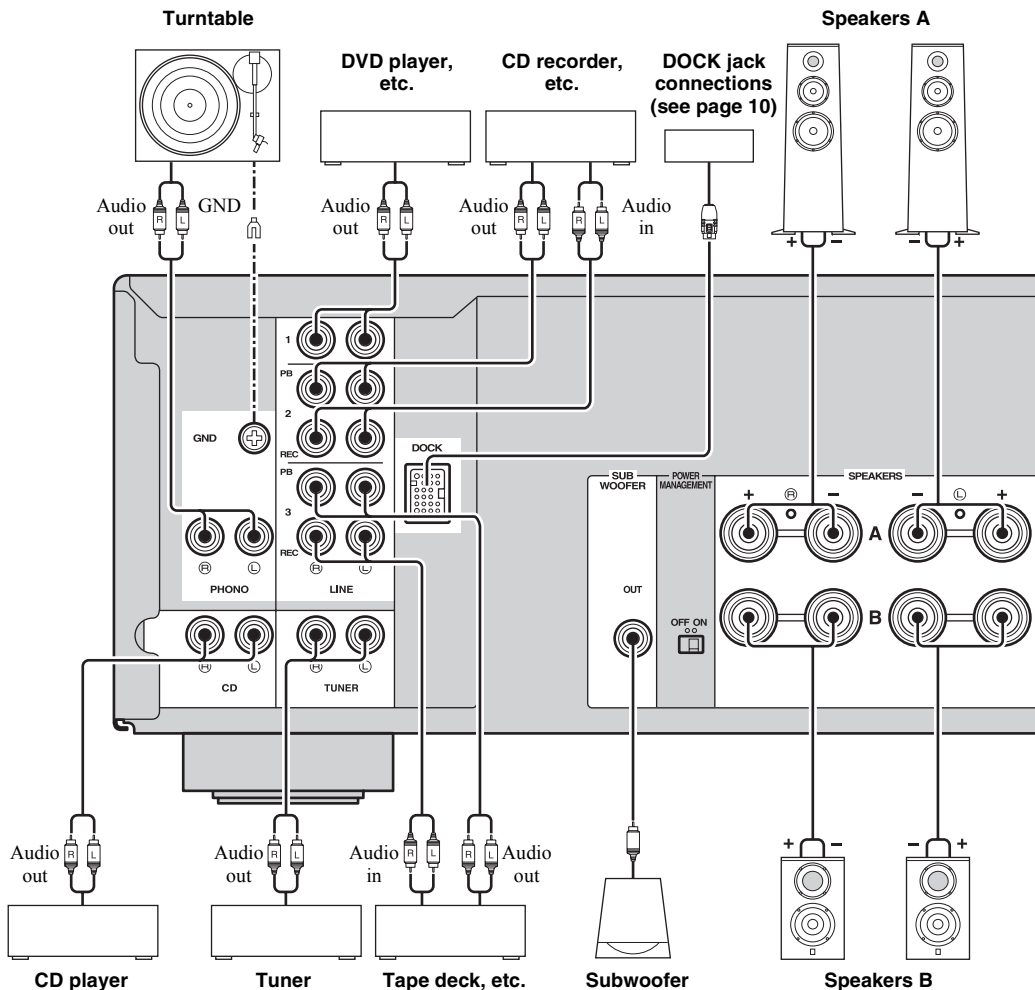 Turntable
DVD player,
etc.
CD recorder,
etc.
DOCK jack
connections
(see page 10)
Speakers A
Audio
out
R L
GND
Audio
out
R L
Audio
out
R L
R L
Audio
in
+ −
− +
1
PB
2
REC
GND
DOCK
PB
3
REC
R L
PHONO
R L
LINE
SUB
WOOFER
POWER
MANAGEMENT
SPEAKERS
+ R −
− L +
A
B
OUT
OFF ON
R L
CD
R L
TUNER
Audio
out
R L
Audio
out
R L
Audio
in
R L
R L
Audio
out
+ −
− +
CD player
Tuner
Tape deck, etc.
Subwoofer
Speakers B